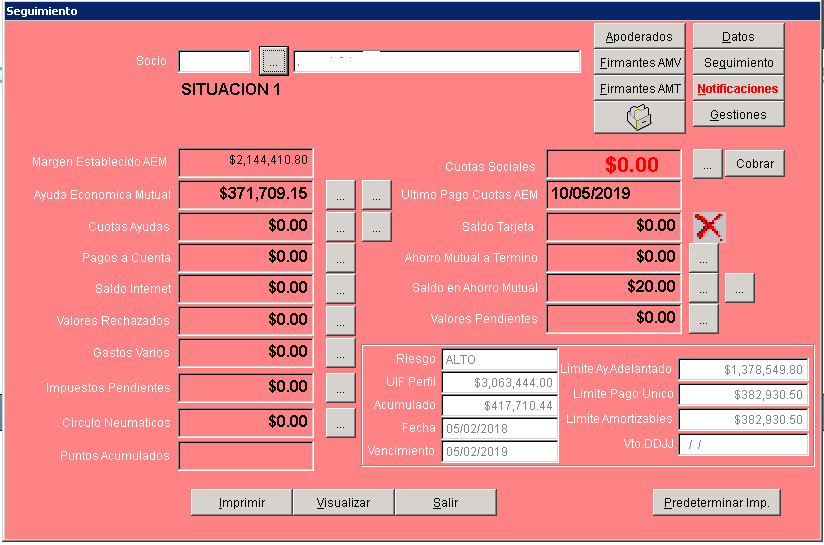 Seguimiento
Apoderados Datos
Socio ... Firmantes AMV Seguimiento
SITUACION 1 Firmantes AMT Notificaciones
Gestiones
Margen Establecido AEM $2,144,410.80 Cuotas Sociales $0.00 ... Cobrar
Ayuda Economica Mutual $371,709.15 ... ... Ultimo Pago Cuotas AEM 10/05/2019
Cuotas Ayudas $0.00 ... ... Saldo Tarjeta $0.00
Pagos a Cuenta $0.00 ... Ahorro Mutual a Termino $0.00 ...
Saldo Internet $0.00 ... Saldo en Ahorro Mutual $20.00 ... ...
Valores Rechazados $0.00 ... Valores Pendientes $0.00 ...
Gastos Varios $0.00 ... Riesgo ALTO Limite Ay.Adelantado $1,378,549.80
Impuestos Pendientes $0.00 ... UIF Perfil $3,063,444.00 Limite Pago Unico $382,930.50
Acumulado $417,710.44 Limite Amortizables $382,930.50
Circulo Neumaticos $0.00 ... Fecha 05/02/2018 Vto.DDJJ / /
Puntos Acumulados Vencimiento 05/02/2019
Imprimir Visualizar Salir Predeterminar Imp.